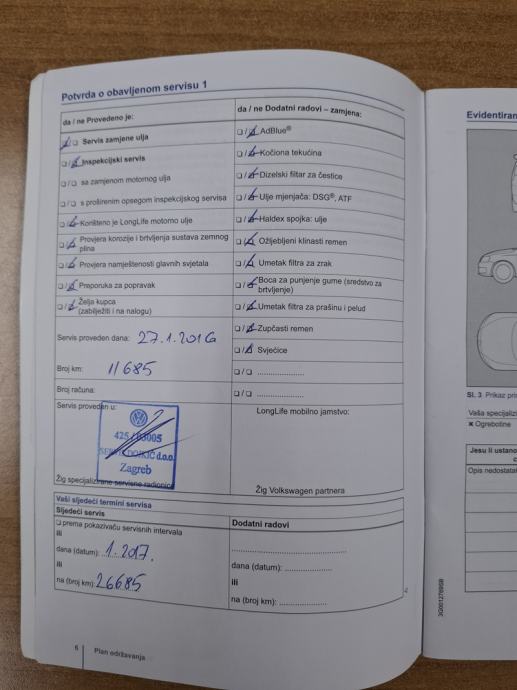 Potvrda o obavljenom servisu 1
da / ne Provedeno je:
Servis zamjene ulja
Inspekcijski servis
sa zamjenom motornog ulja
s proširenim opsegom inspekcijskog servisa
Korišteno je LongLife motorno ulje
Provjera korozije i brtvljenja sustava zemnog
plina
Provjera namještenosti glavnih svjetala
Preporuka za popravak
Želja kupca
(zabilježiti i na nalogu)
Servis proveden dana: 27.1.2016
Broj km: 11685
Broj računa:
Servis proveden u:
Zagreb
Žig specijalizirane servisne radionice
da / ne Dodatni radovi – zamjena:
AdBlue®
Kočiona tekućina
Dizelski filtar za čestice
Ulje mjenjača: DSG®, ATF
Haldex spojka: ulje
Ožljebljeni klinasti remen
Umetak filtra za zrak
Boca za punjenje gume (sredstvo za
brtvljenje)
Umetak filtra za prašinu i pelud
Zupčasti remen
Svjećice
LongLife mobilno jamstvo:
Žig Volkswagen partnera
Vaši sljedeći termini servisa
Sljedeći servis
prema pokazivaču servisnih intervala
ili
dana (datum): 1.2017.
ili
na (broj km): 26685
Dodatni radovi
dana (datum):
ili
na (broj km):
6 Plan održavanja
Evidentiran
Sl. 3 Prikaz
Vaša
Ogrebotine
Jesu li
Opis